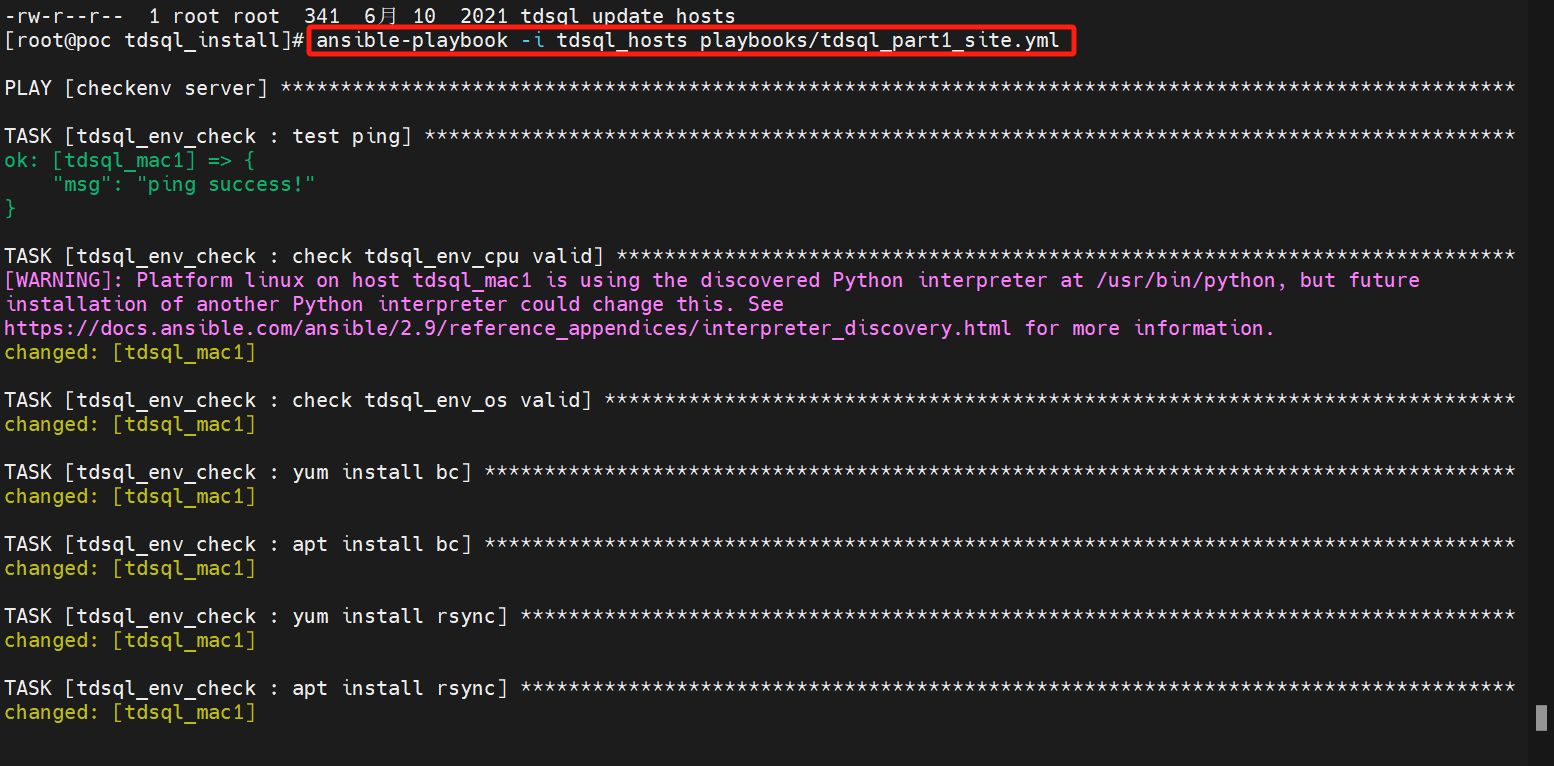 -rw-r--r--  1 root root  341  6月 10  2021 tdsql_update_hosts
[root@poc tdsql_install]# ansible-playbook -i tdsql_hosts playbooks/tdsql_part1_site.yml
PLAY [checkenv server] *******************************************************************************************************
TASK [tdsql_env_check : test ping] *******************************************************************************************
ok: [tdsql_mac1] => {
    "msg": "ping success!"
}
TASK [tdsql_env_check : check tdsql_env_cpu valid] ***************************************************************************
[WARNING]: Platform linux on host tdsql_mac1 is using the discovered Python interpreter at /usr/bin/python, but future
installation of another Python interpreter could change this. See
https://docs.ansible.com/ansible/2.9/reference_appendices/interpreter_discovery.html for more information.
changed: [tdsql_mac1]
TASK [tdsql_env_check : check tdsql_env_os valid] ****************************************************************************
changed: [tdsql_mac1]
TASK [tdsql_env_check : yum install bc] **************************************************************************************
changed: [tdsql_mac1]
TASK [tdsql_env_check : apt install bc] **************************************************************************************
changed: [tdsql_mac1]
TASK [tdsql_env_check : yum install rsync] ***********************************************************************************
changed: [tdsql_mac1]
TASK [tdsql_env_check : apt install rsync] ***********************************************************************************
changed: [tdsql_mac1]